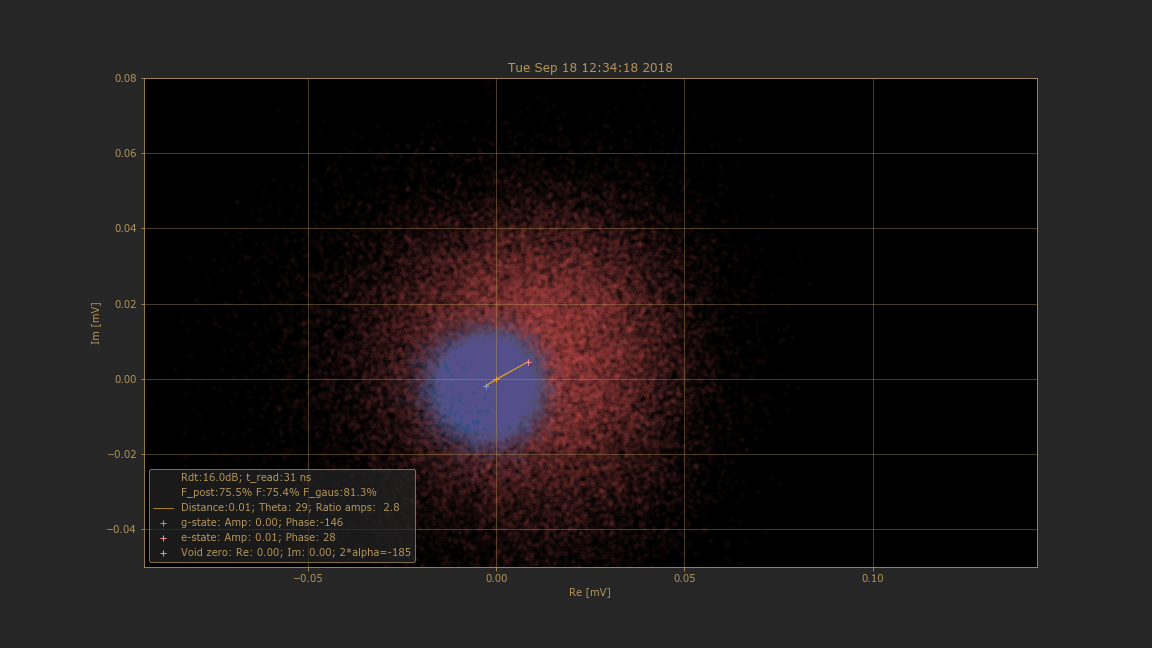 Tue Sep 18 12:34:18 2018
0.08
0.06
0.04
0.02
0.00
−0.02
−0.04
Im [mV]
Rdt:16.0dB; t_read:31 ns
F_post:75.5% F:75.4% F_gaus:81.3%
Distance:0.01; Theta: 29; Ratio amps:  2.8
g-state: Amp: 0.00; Phase:-146
e-state: Amp: 0.01; Phase: 28
Void zero: Re: 0.00; Im: 0.00; 2*alpha=-185
−0.05 0.00 0.05 0.10
Re [mV]